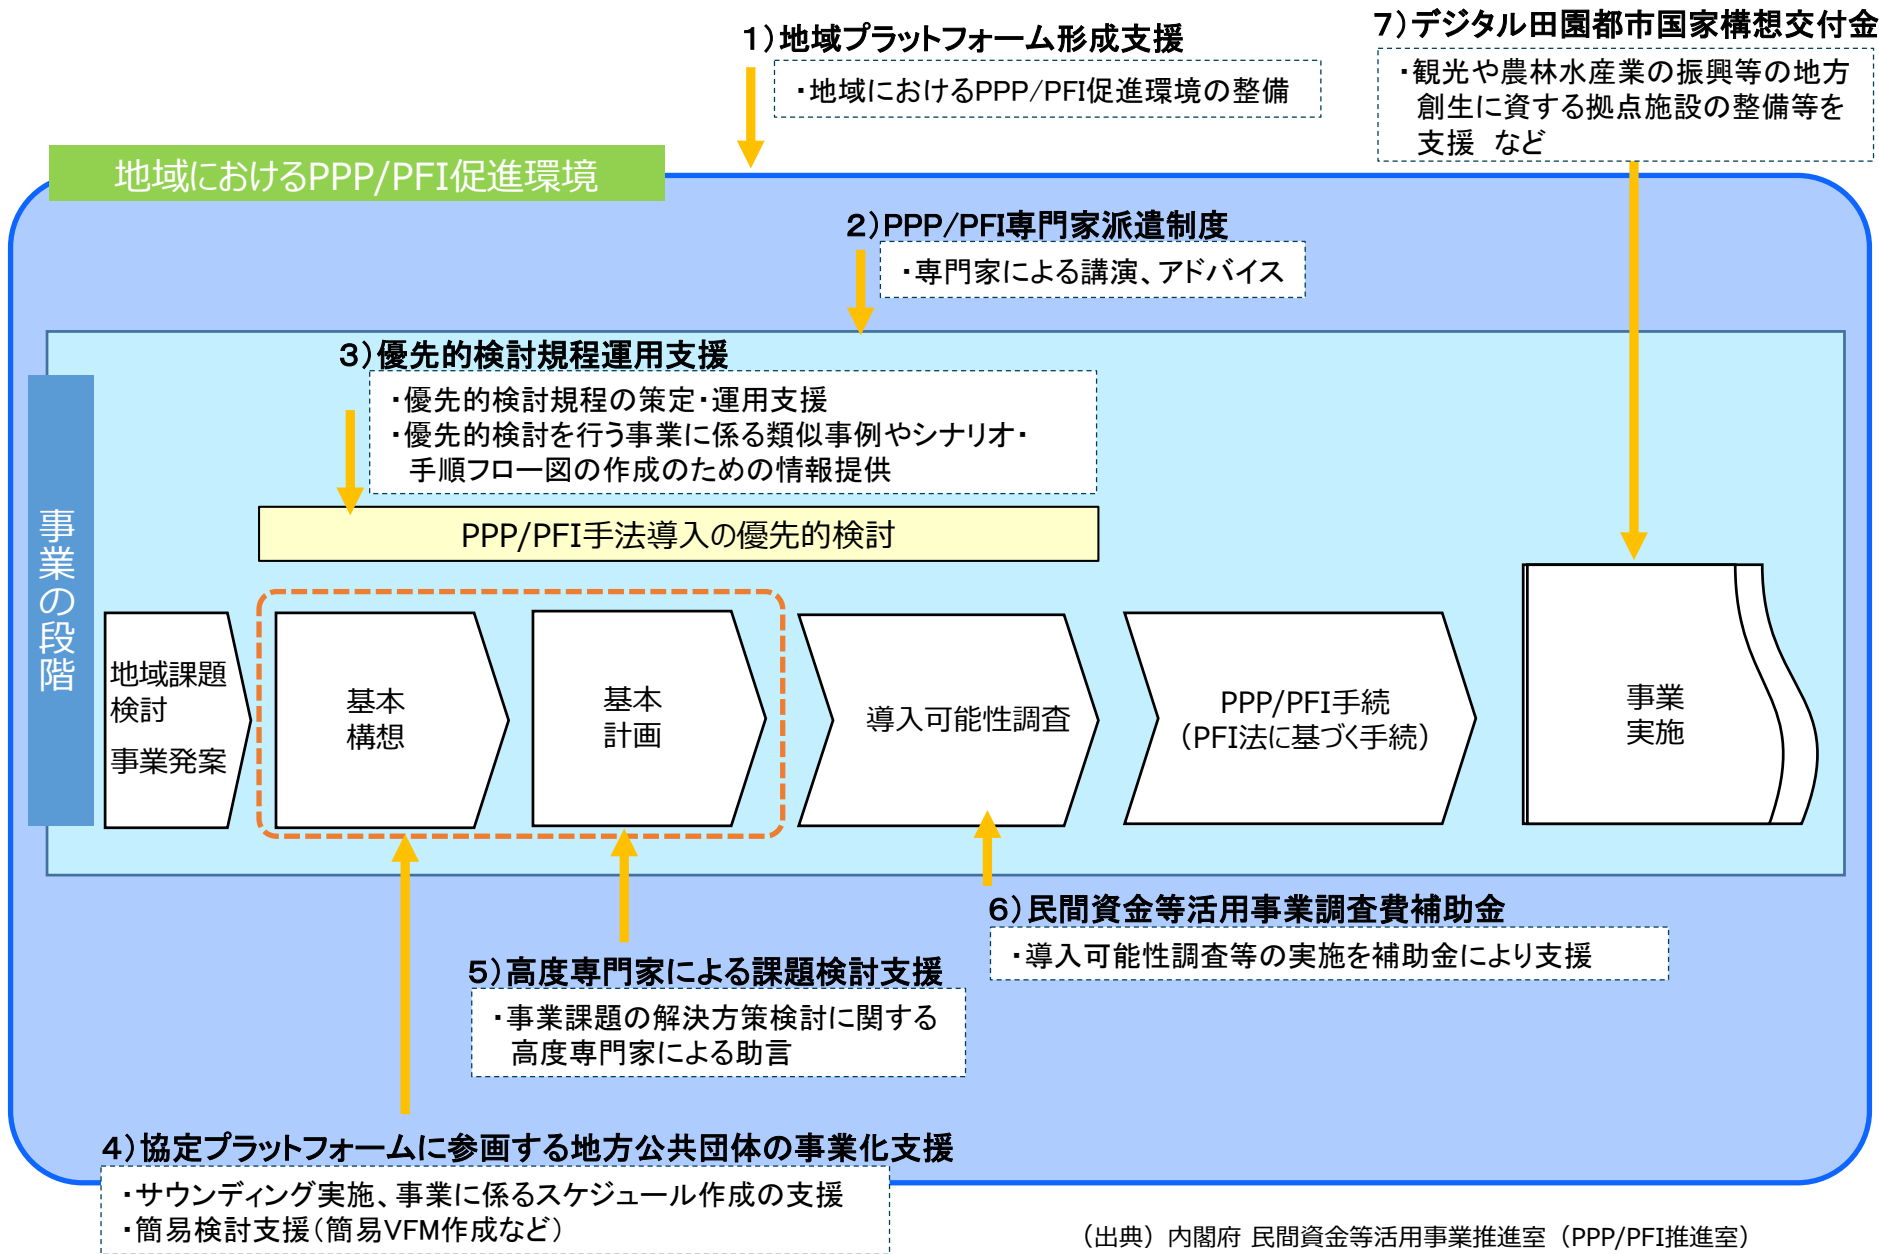 1）地域プラットフォーム形成支援
・地域におけるPPP/PFI促進環境の整備
7）デジタル田園都市国家構想交付金
・観光や農林水産業の振興等の地方
創生に資する拠点施設の整備等を
支援　など
地域におけるPPP/PFI促進環境
2）PPP/PFI専門家派遣制度
・専門家による講演、アドバイス
3）優先的検討規程運用支援
・優先的検討規程の策定・運用支援
・優先的検討を行う事業に係る類似事例やシナリオ・
手順フロー図の作成のための情報提供
PPP/PFI手法導入の優先的検討
事業の段階
地域課題
検討
事業発案
基本
構想
基本
計画
導入可能性調査
PPP/PFI手続
（PFI法に基づく手続）
事業
実施
6）民間資金等活用事業調査費補助金
・導入可能性調査等の実施を補助金により支援
5）高度専門家による課題検討支援
・事業課題の解決方策検討に関する
高度専門家による助言
4）協定プラットフォームに参画する地方公共団体の事業化支援
・サウンディング実施、事業に係るスケジュール作成の支援
・簡易検討支援（簡易VFM作成など）
（出典）内閣府 民間資金等活用事業推進室（PPP/PFI推進室）